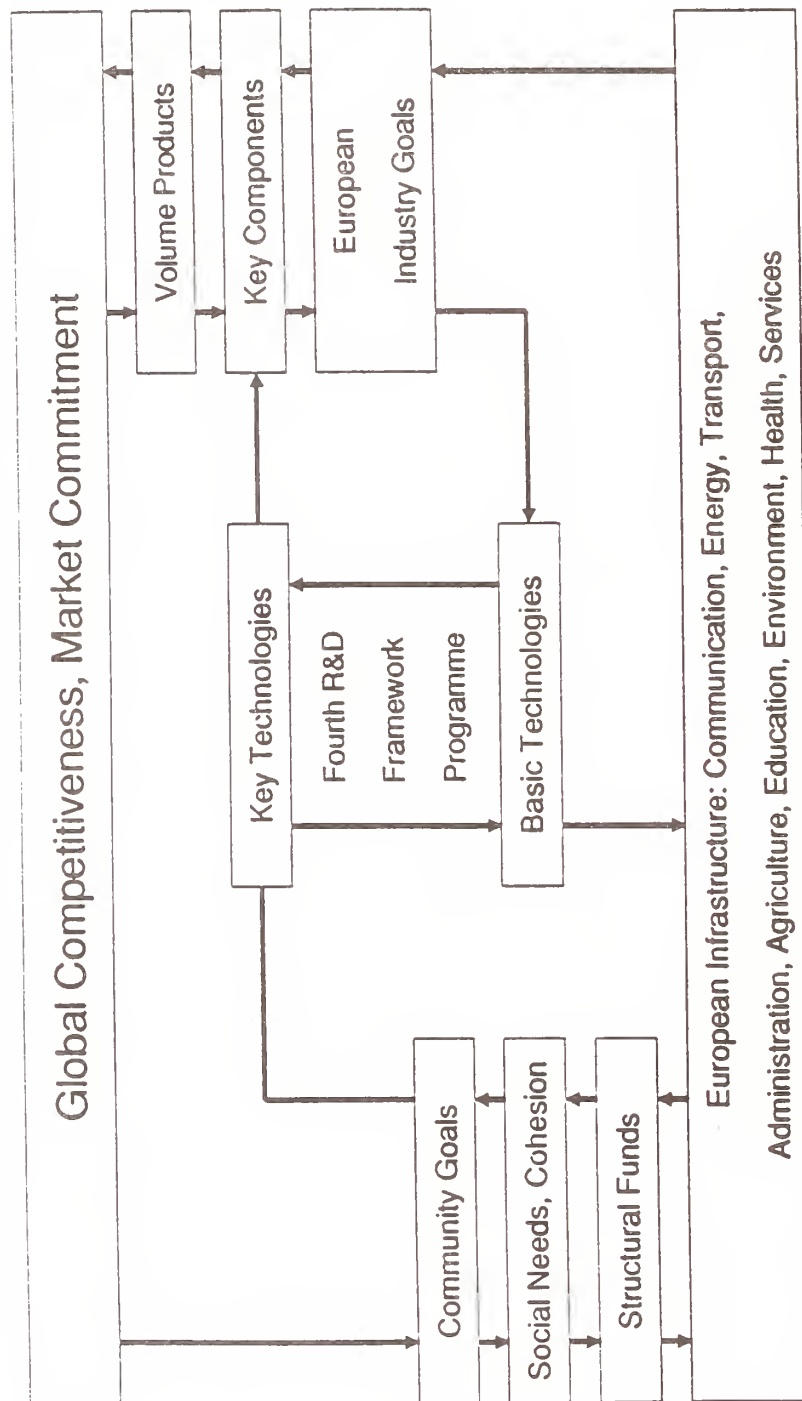 Global Competitiveness, Market Commitment
Volume Products
Key Components
European
Industry Goals
Key Technologies
Fourth R&D
Framework
Programme
Basic Technologies
Community Goals
Social Needs, Cohesion
Structural Funds
European Infrastructure: Communication, Energy, Transport,
Administration, Agriculture, Education, Environment, Health, Services